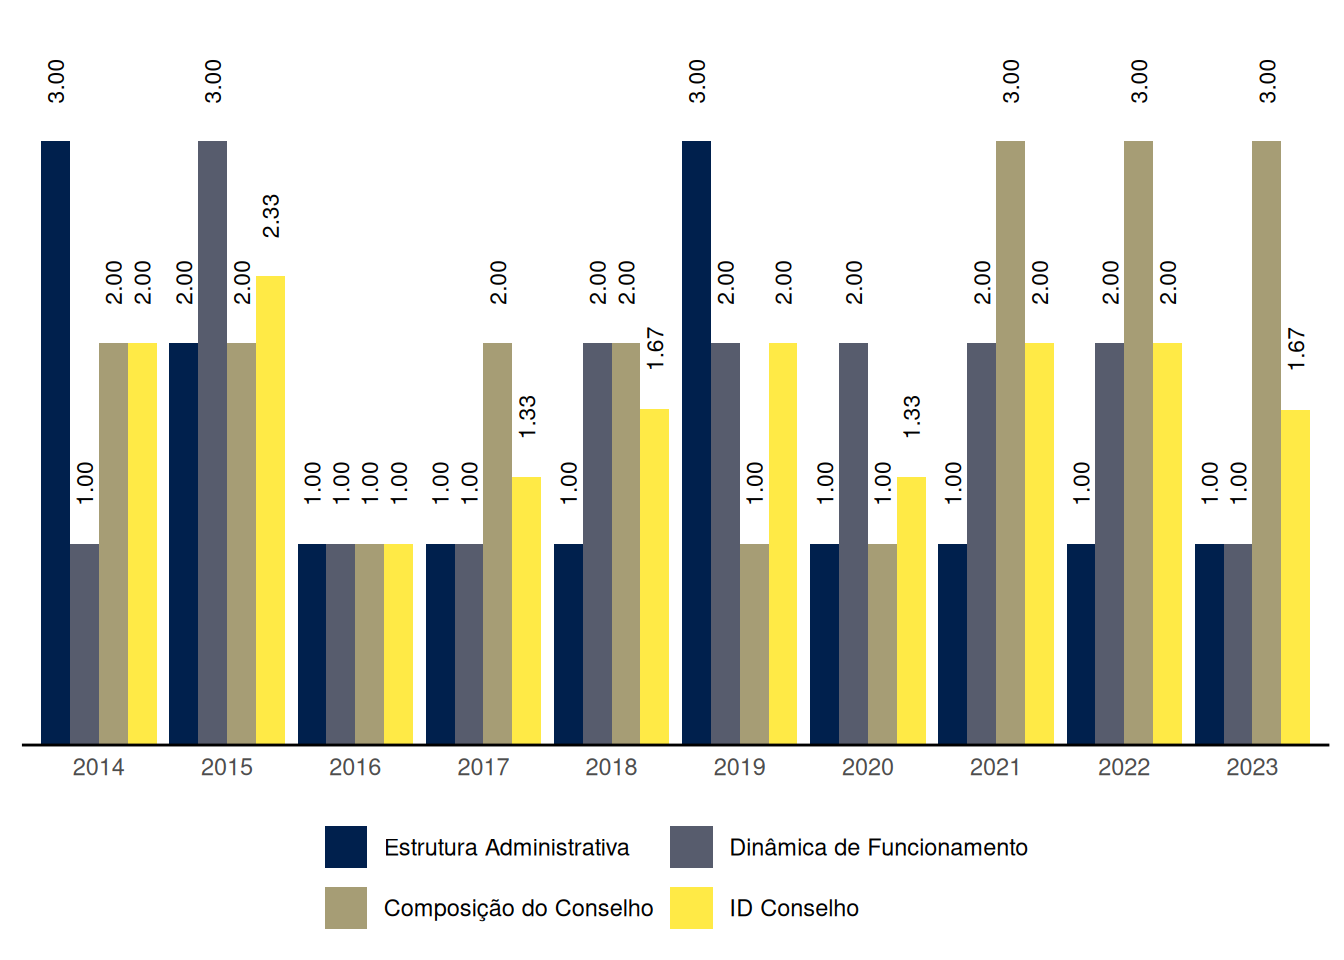 3.00 3.00 3.00 3.00 3.00 3.00
2.33
2.00 2.00 2.00 2.00 2.00 2.00 2.00 2.00 2.00 2.00 2.00 2.00 2.00 2.00
1.67 1.67
1.33 1.33
1.00 1.00 1.00 1.00 1.00 1.00 1.00 1.00 1.00 1.00 1.00 1.00 1.00 1.00 1.00
2014 2015 2016 2017 2018 2019 2020 2021 2022 2023
Estrutura Administrativa Dinâmica de Funcionamento
Composição do Conselho ID Conselho